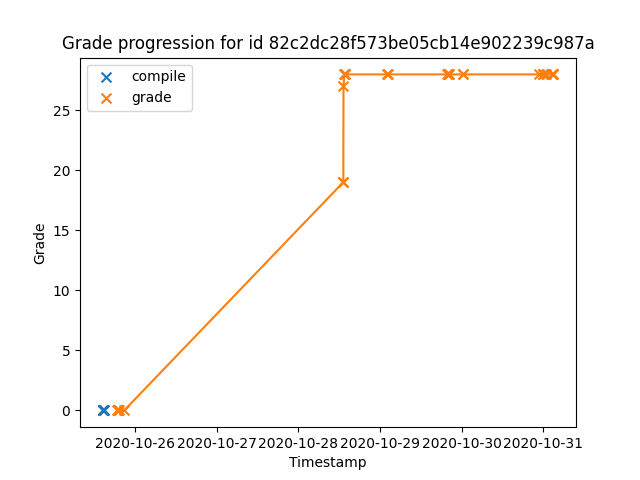 Grade progression for id 82c2dc28f573be05cb14e902239c987a
compile
grade
25
20
15
10
5
0
Grade
2020-10-26 2020-10-27 2020-10-28 2020-10-29 2020-10-30 2020-10-31
Timestamp